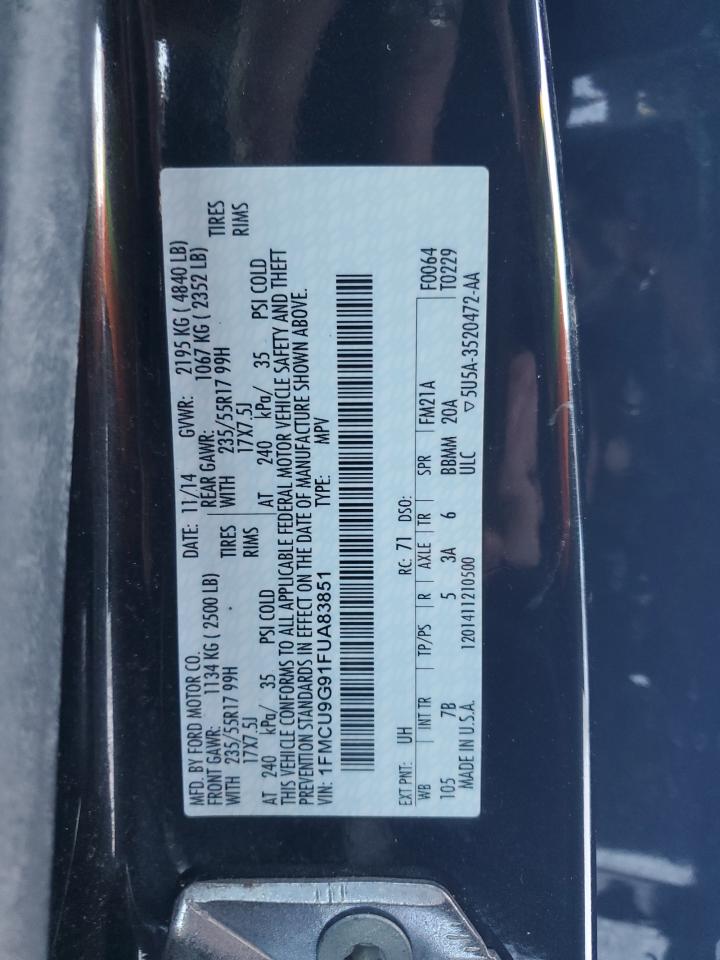 MFD. BY FORD MOTOR CO.
DATE: 11/14 GVWR: 2195 KG ( 4840 LB)
FRONT GAWR: 1134 KG ( 2500 LB) REAR GAWR: 1067 KG ( 2352 LB)
WITH 235/55R17 99H TIRES WITH 235/55R17 99H TIRES
17X7.5J RIMS 17X7.5J RIMS
AT 240 kPa/ 35 PSI COLD AT 240 kPa/ 35 PSI COLD
THIS VEHICLE CONFORMS TO ALL APPLICABLE FEDERAL MOTOR VEHICLE SAFETY AND THEFT
PREVENTION STANDARDS IN EFFECT ON THE DATE OF MANUFACTURE SHOWN ABOVE.
VIN: 1FMCU9G91FUA83851 TYPE: MPV
EXT PNT: UH RC: 71 DSO: F0064
WB INT TR TP/PS R AXLE TR SPR FM21A T0229
105 7B 5 3A 6 BBMM 20A
MADE IN U.S.A. 1201411210500 ULC ▽5U5A-3520472-AA